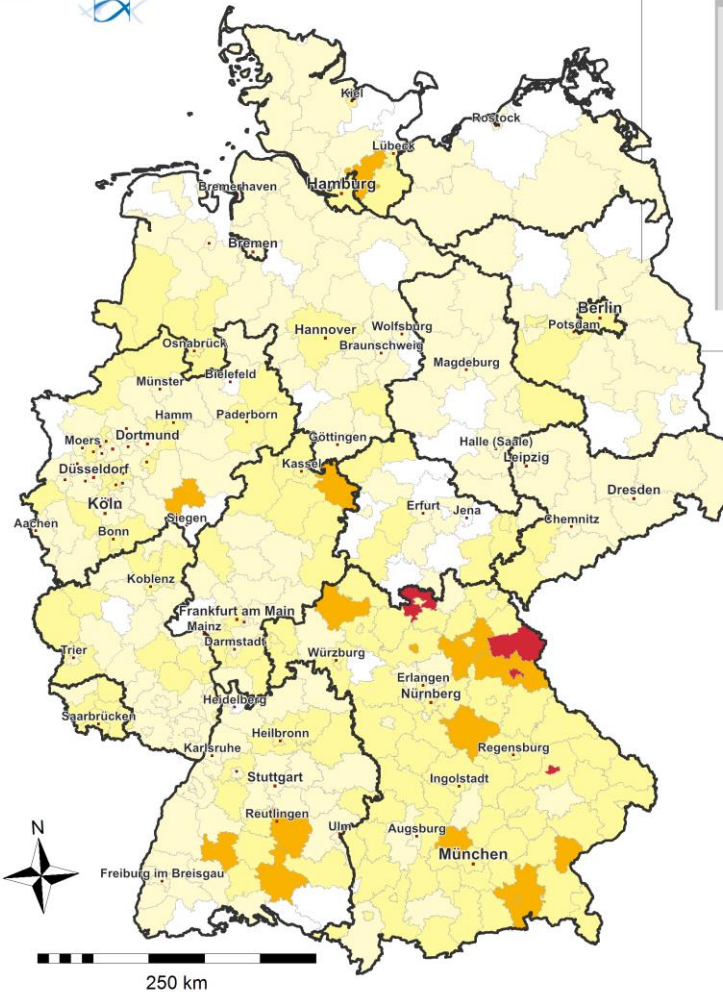 Kiel
Rostock
Lübeck
Hamburg
Bremerhaven
Bremen
Berlin
Potsdam
Hannover
Wolfsburg
Braunschweig
Osnabrück
Magdeburg
Münster
Bielefeld
Hamm
Paderborn
Moers
Dortmund
Göttingen
Halle (Saale)
Leipzig
Düsseldorf
Kassel
Dresden
Köln
Erfurt
Jena
Siegen
Aachen
Bonn
Chemnitz
Koblenz
Frankfurt am Main
Mainz
Darmstadt
Trier
Würzburg
Erlangen
Nürnberg
Heidelberg
Saarbrücken
Heilbronn
Karlsruhe
Regensburg
Stuttgart
Ingolstadt
Reutlingen
Ulm
Augsburg
N
München
Freiburg im Breisgau
250 km